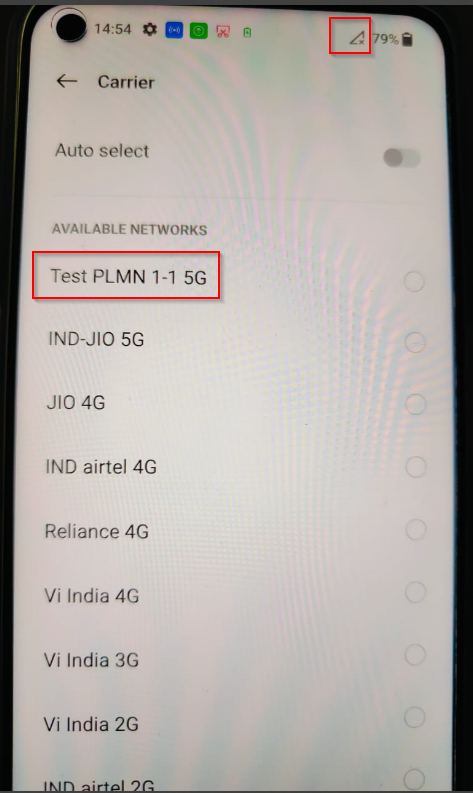 14:54 79%
Carrier
Auto select
AVAILABLE NETWORKS
Test PLMN 1-1 5G
IND-JIO 5G
JIO 4G
IND airtel 4G
Reliance 4G
Vi India 4G
Vi India 3G
Vi India 2G
IND airtel 2G